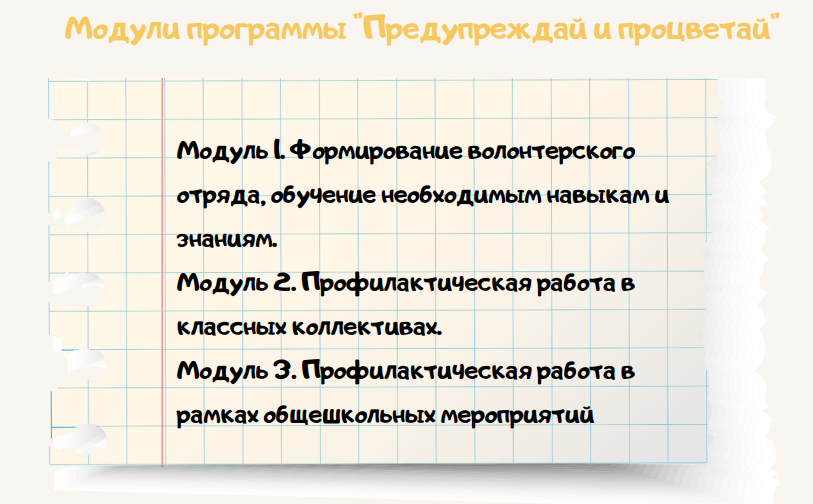 Модули программы "Предупреждай и процветай"
Модуль 1. Формирование волонтерского
отряда, обучение необходимым навыкам и
знаниям.
Модуль 2. Профилактическая работа в
классных коллективах.
Модуль 3. Профилактическая работа в
рамках общешкольных мероприятий